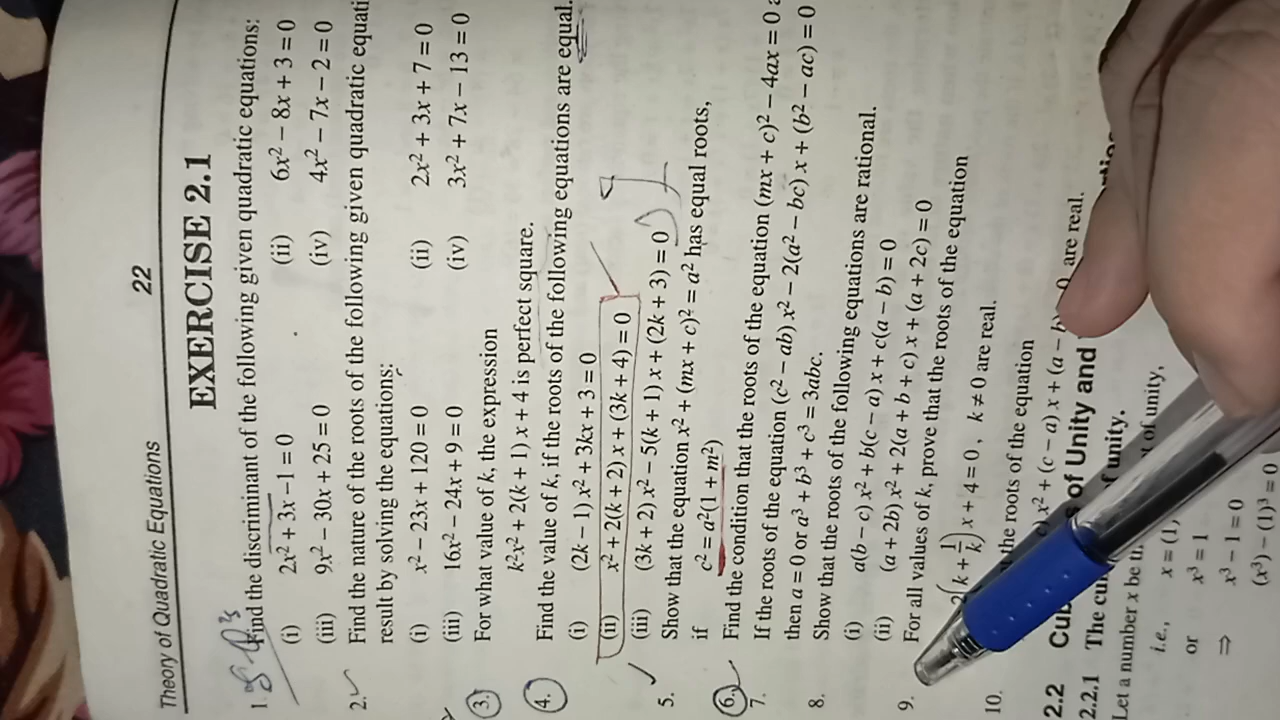 Theory of Quadratic Equations 22
EXERCISE 2.1
1. Find the discriminant of the following given quadratic equations:
(i) 2x² + 3x – 1 = 0 (ii) 6x² – 8x + 3 = 0
(iii) 9x² – 30x + 25 = 0 (iv) 4x² – 7x – 2 = 0
2. Find the nature of the roots of the following given quadratic equati
result by solving the equations:
(i) x² – 23x + 120 = 0 (ii) 2x² + 3x + 7 = 0
(iii) 16x² – 24x + 9 = 0 (iv) 3x² + 7x – 13 = 0
3. For what value of k, the expression
k²x² + 2(k + 1) x + 4 is perfect square.
4. Find the value of k, if the roots of the following equations are equal.
(i) (2k – 1) x² + 3kx + 3 = 0
(ii) x² + 2(k + 2) x + (3k + 4) = 0
(iii) (3k + 2) x² – 5(k + 1) x + (2k + 3) = 0
5. Show that the equation x² + (mx + c)² = a² has equal roots,
if c² = a²(1 + m²)
6. Find the condition that the roots of the equation (mx + c)² – 4ax = 0
7. If the roots of the equation (c² – ab) x² – 2(a² – bc) x + (b² – ac) = 0
then a = 0 or a³ + b³ + c³ = 3abc.
8. Show that the roots of the following equations are rational.
(i) a(b – c) x² + b(c – a) x + c(a – b) = 0
(ii) (a + 2b) x² + 2(a + b + c) x + (a + 2c) = 0
9. For all values of k, prove that the roots of the equation
2(k + 1/k) x + 4 = 0, k ≠ 0 are real.
10. the roots of the equation
c) x² + (c – a) x + (a – b) 0 are real.
2.2 Cub s of Unity and
2.2.1 The cu f unity.
Let a number x be of unity,
i.e., x = (1)
or x³ = 1
⇒ x³ – 1 = 0
(x³) – (1)³ = 0